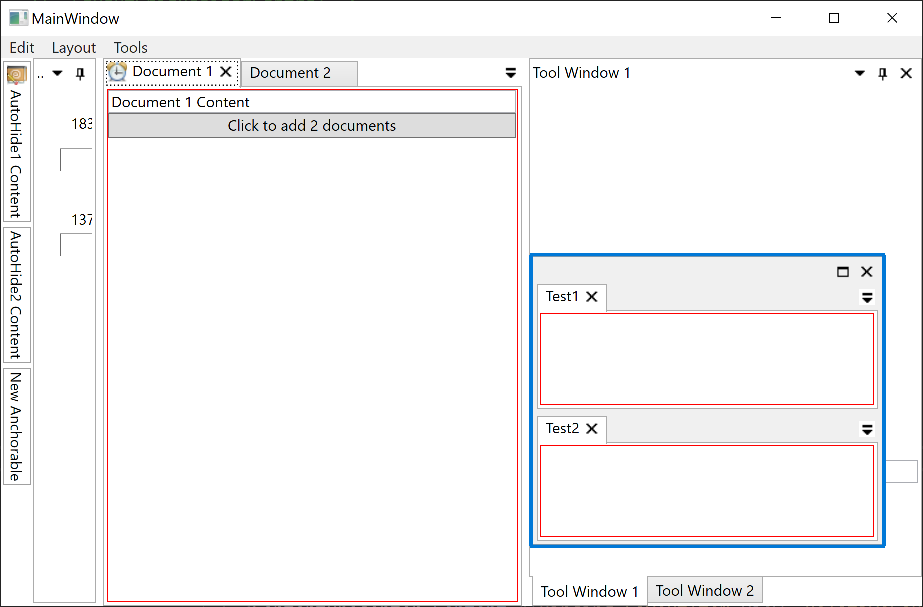 MainWindow
Edit Layout Tools
AutoHide1 Content
AutoHide2 Content
New Anchorable
..
183
137
Document 1
Document 2
Document 1 Content
Click to add 2 documents
Tool Window 1
Test1
Test2
Tool Window 1
Tool Window 2